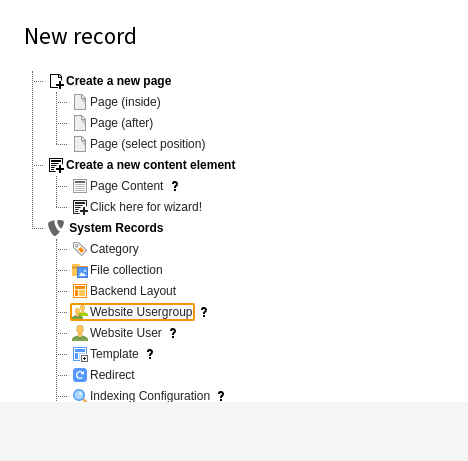 New record
Create a new page
Page (inside)
Page (after)
Page (select position)
Create a new content element
Page Content ?
Click here for wizard!
System Records
Category
File collection
Backend Layout
Website Usergroup ?
Website User ?
Template ?
Redirect
Indexing Configuration ?